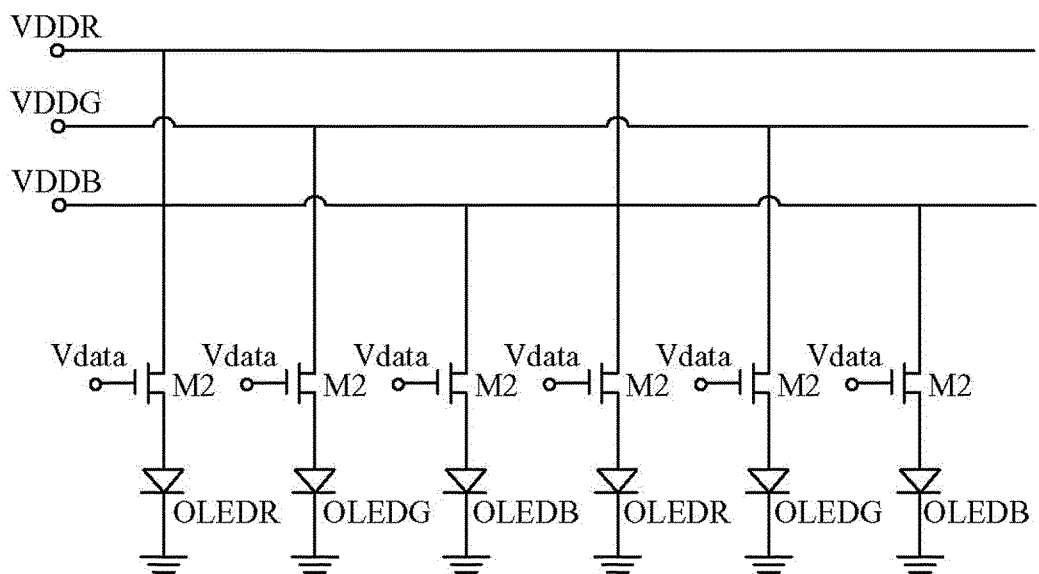 VDDR
VDDG
VDDB
Vdata Vdata Vdata Vdata Vdata Vdata
M2 M2 M2 M2 M2 M2
OLEDR OLEDG OLEDB OLEDR OLEDG OLEDB